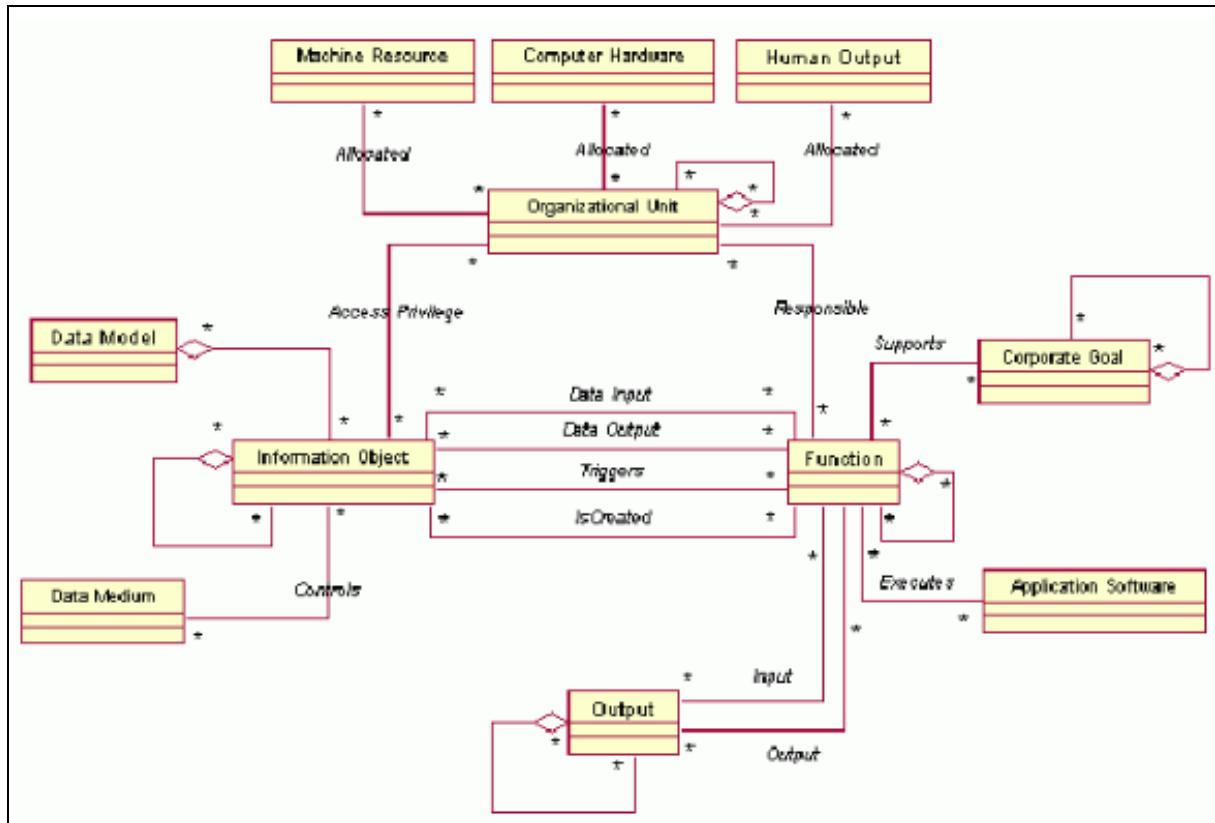 Machine Resource
Computer Hardware
Human Output
*
*
*
Allocated
Allocated
Allocated
*
*
*
*
*
Organizational Unit
*
*
Access Privilege
Responsible
Data Model
*
*
*
Supports
Corporate Goal
*
*
Data Input
*
*
*
*
*
*
Data Output
*
*
Information Object
Function
*
Triggers
*
*
*
*
*
IsCreated
*
*
*
*
Controls
*
*
Executes
Application Software
Data Medium
*
*
*
*
Input
Output
*
*
*
Output